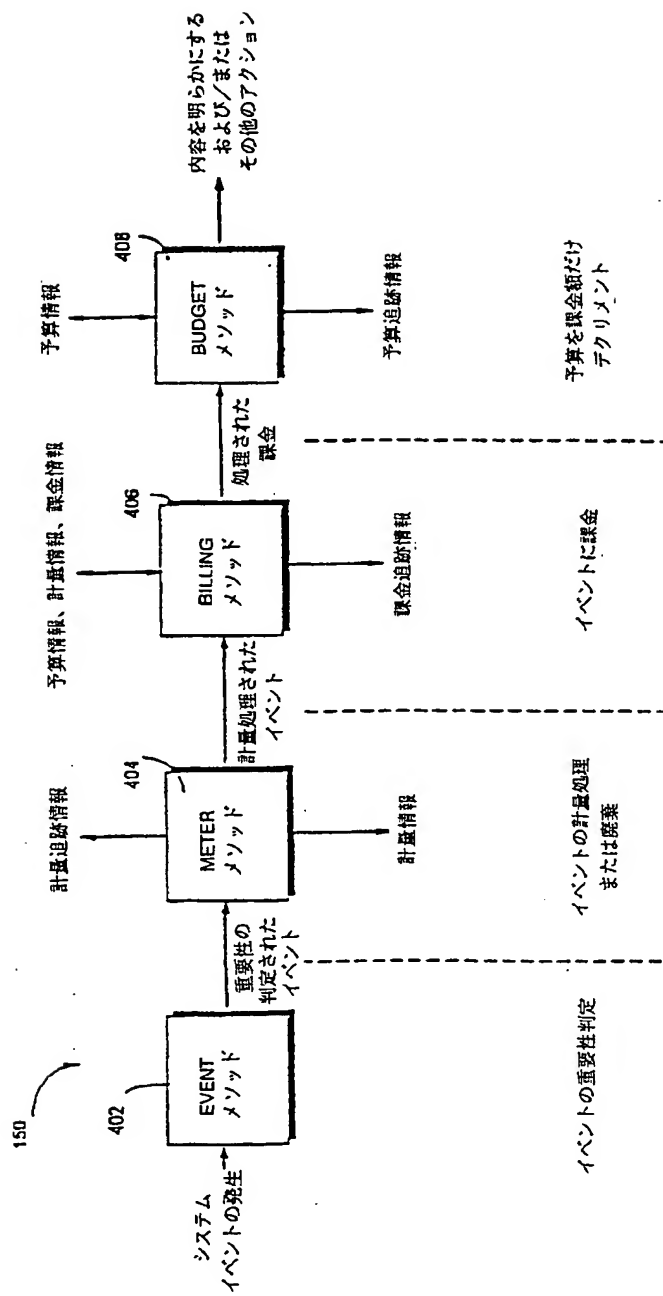 150
システム
イベントの発生
402
EVENT
メソッド
重要性の
判定された
イベント
計量追跡情報
404
METER
メソッド
計量情報
計量処理された
イベント
予算情報、計量情報、課金情報
406
BILLING
メソッド
課金追跡情報
処理された
課金
予算情報
408
BUDGET
メソッド
予算追跡情報
内容を明らかにする
および/または
その他のアクション
イベントの重要性判定
イベントの計量処理
または廃棄
イベントに課金
予算を課金額だけ
デクリメント